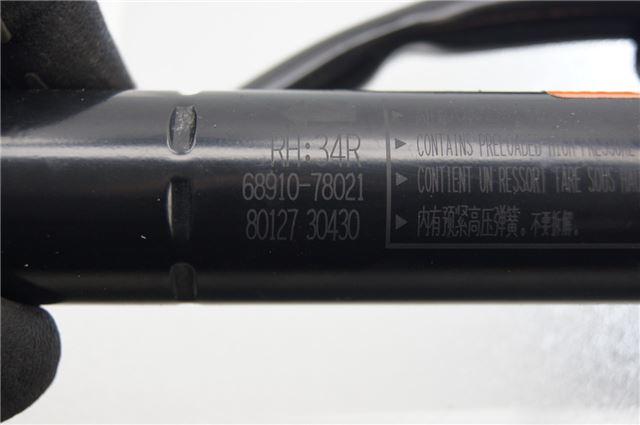 RH:34R
68910-78021
80127 30430
▶ CONTAINS PRELOADED HIGH PRESSURE
▶ CONTIENT UN RESSORT TARE SOUS HA
▶ 内有预紧高压弹簧。不要拆解。